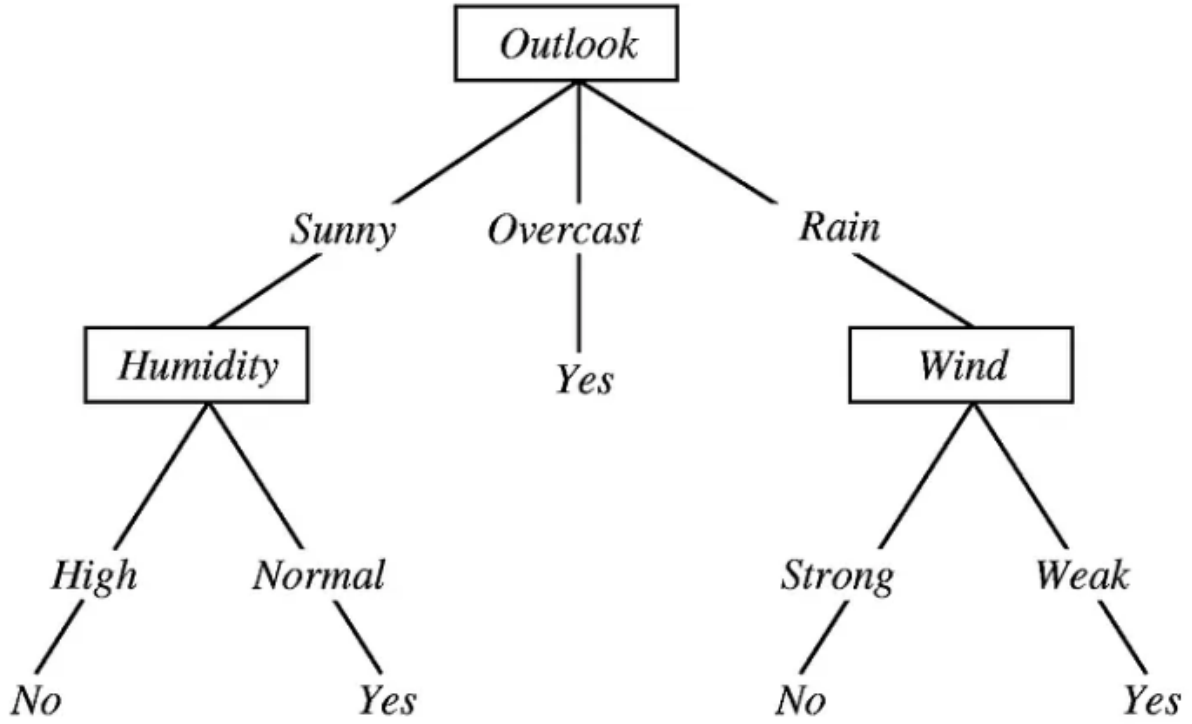 Outlook
Sunny Overcast Rain
Humidity Yes Wind
High Normal Strong Weak
No Yes No Yes